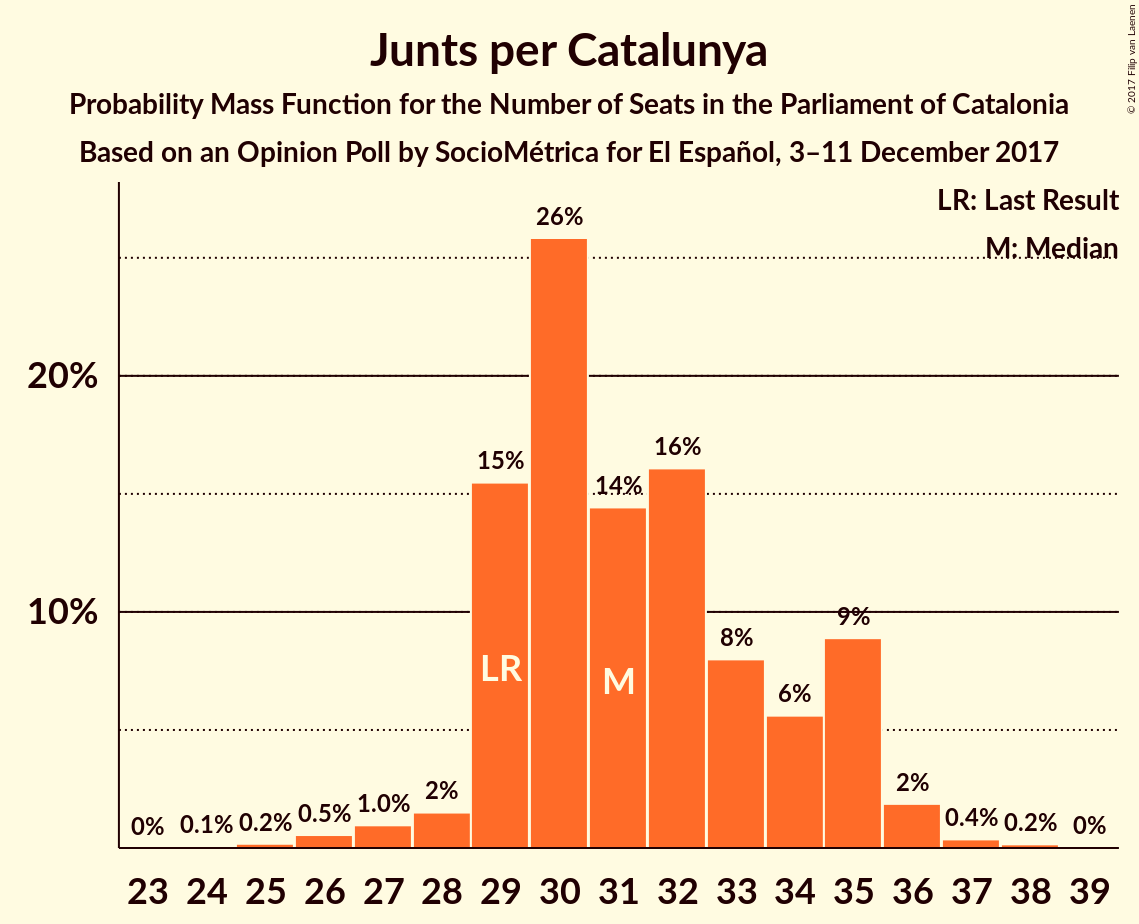 Junts per Catalunya
Probability Mass Function for the Number of Seats in the Parliament of Catalonia
Based on an Opinion Poll by SocioMétrica for El Español, 3–11 December 2017
© 2017 Filip van Laenen
LR: Last Result
M: Median
20%
10%
0%
0.1%
0.2%
0.5%
1.0%
2%
15%
26%
14%
16%
8%
6%
9%
2%
0.4%
0.2%
0%
LR
M
23 24 25 26 27 28 29 30 31 32 33 34 35 36 37 38 39